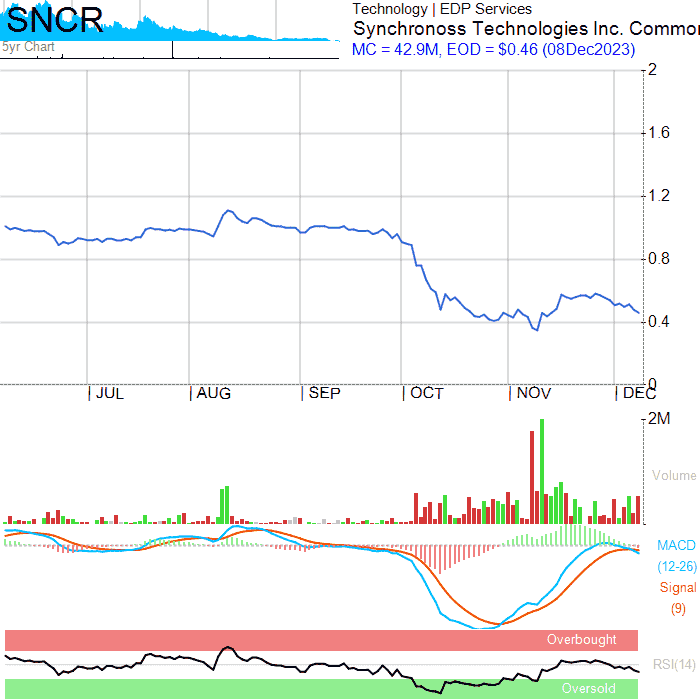 SNCR
5yr Chart
Technology | EDP Services
Synchronoss Technologies Inc. Common
MC = 42.9M, EOD = $0.46 (08Dec2023)
2
1.6
1.2
0.8
0.4
0
JUL AUG SEP OCT NOV DEC
2M
Volume
MACD
(12-26)
Signal
(9)
Overbought
RSI(14)
Oversold